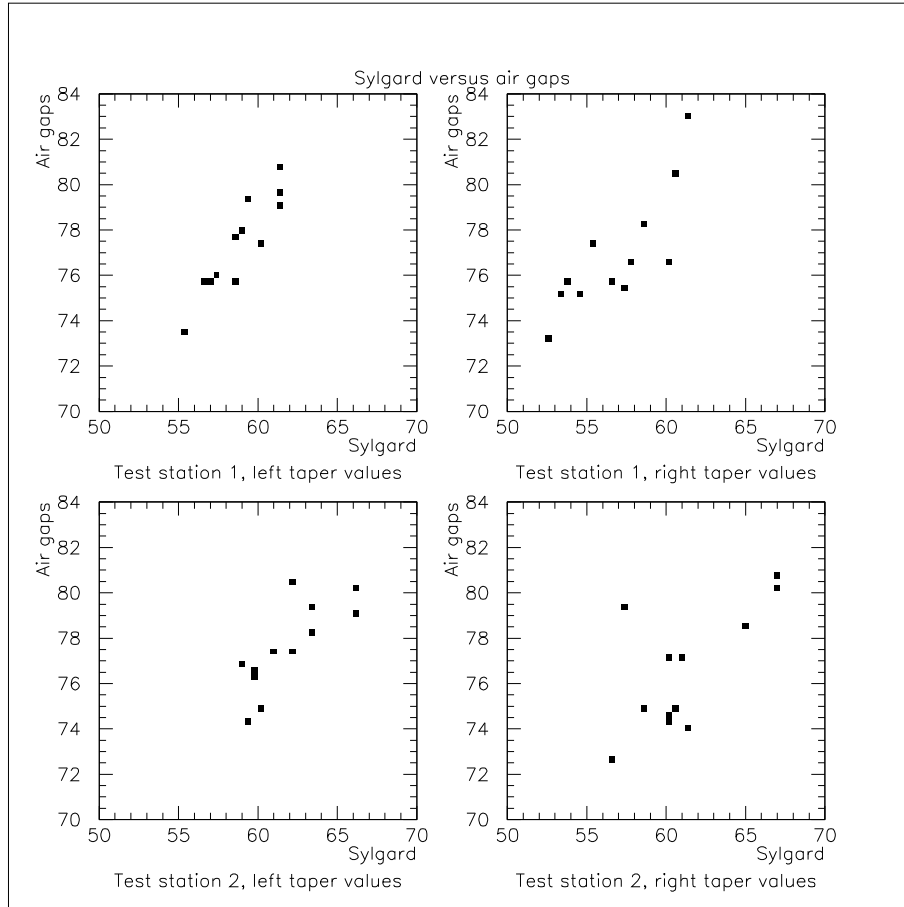 Sylgard versus air gaps
Air gaps
84
82
80
78
76
74
72
70
50 55 60 65 70
Sylgard
Test station 1, left taper values
Air gaps
84
82
80
78
76
74
72
70
50 55 60 65 70
Sylgard
Test station 1, right taper values
Air gaps
84
82
80
78
76
74
72
70
50 55 60 65 70
Sylgard
Test station 2, left taper values
Air gaps
84
82
80
78
76
74
72
70
50 55 60 65 70
Sylgard
Test station 2, right taper values